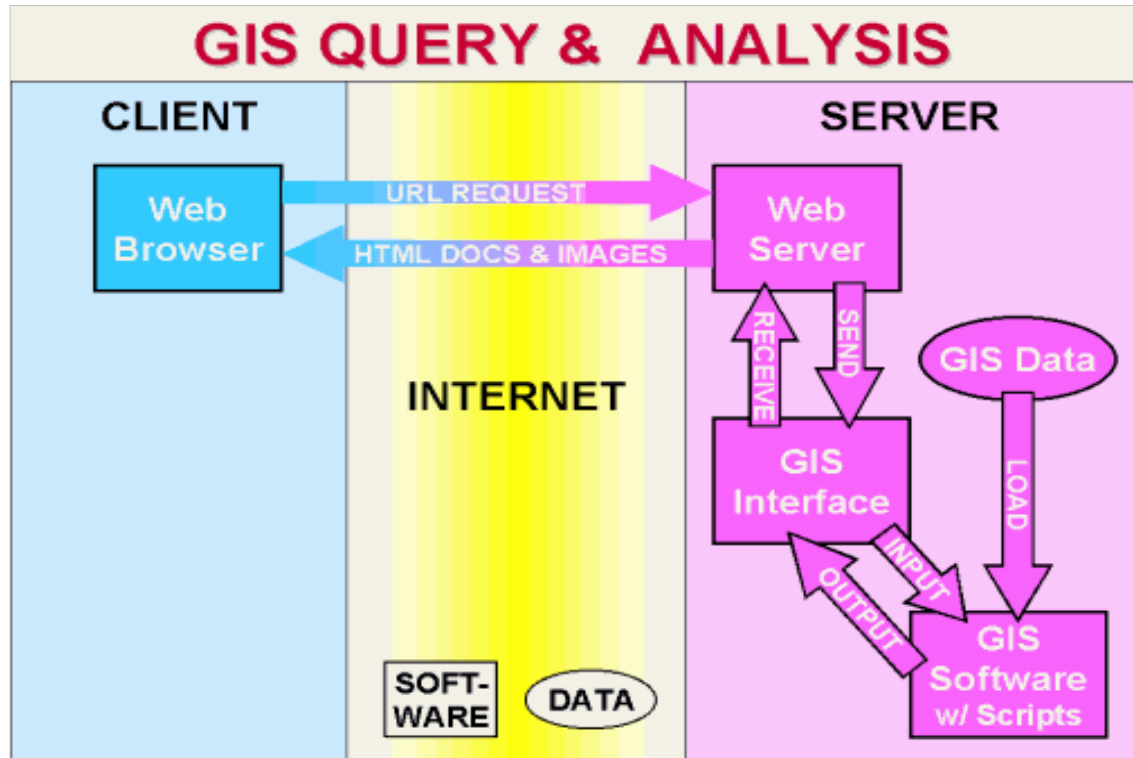 GIS QUERY & ANALYSIS
CLIENT
SERVER
Web
Browser
URL REQUEST
HTML DOCS & IMAGES
Web
Server
RECEIVE
SEND
GIS Data
INTERNET
GIS
Interface
LOAD
INPUT
OUTPUT
GIS
Software
w/ Scripts
SOFT-
WARE
DATA